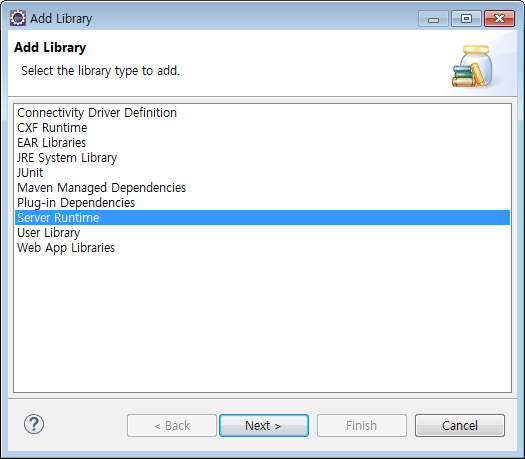 Add Library
Add Library
Select the library type to add.
Connectivity Driver Definition
CXF Runtime
EAR Libraries
JRE System Library
JUnit
Maven Managed Dependencies
Plug-in Dependencies
Server Runtime
User Library
Web App Libraries
?
< Back
Next >
Finish
Cancel